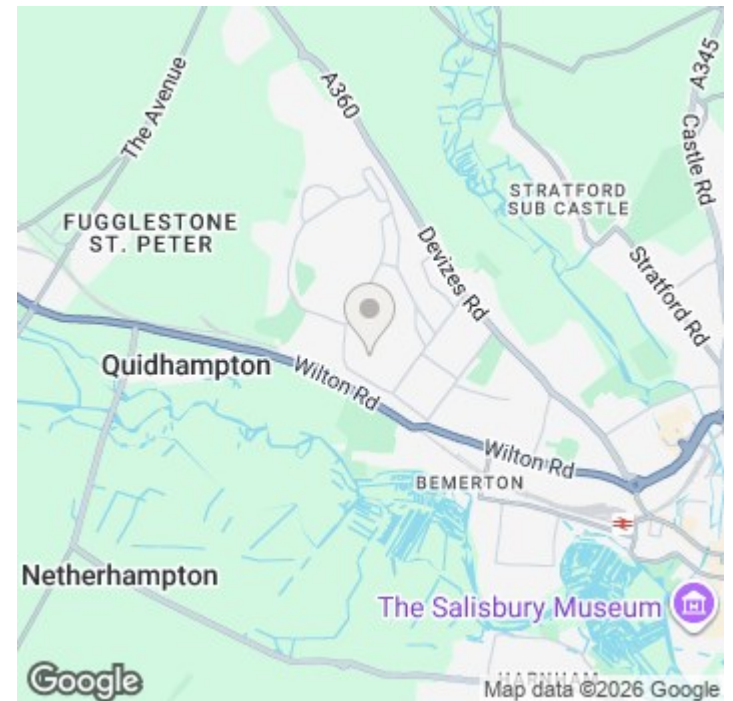 The Avenue
A360
A345
Castle Rd
STRATFORD
SUB CASTLE
FUGGLESTONE
ST. PETER
Devizes Rd
Stratford Rd
Quidhampton
Wilton Rd
Wilton Rd
BEMERTON
Netherhampton
The Salisbury Museum
HARNHAM
Google
Map data ©2026 Google